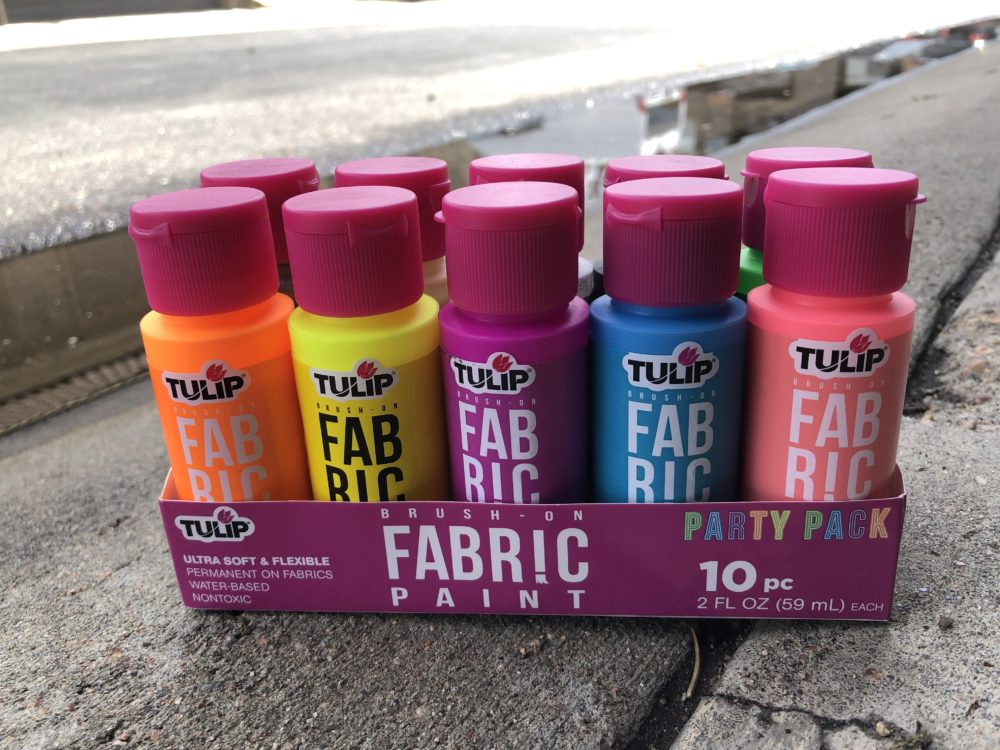 TULIP®
BRUSH-ON
FAB
RIC
TULIP®
BRUSH-ON
FAB
RIC
TULIP®
BRUSH-ON
FAB
RIC
TULIP®
BRUSH-ON
FAB
RIC
TULIP®
BRUSH-ON
FAB
RIC
TULIP®
ULTRA SOFT & FLEXIBLE
PERMANENT ON FABRICS
WATER-BASED
NONTOXIC
BRUSH-ON
FABRIC
PAINT
PARTY PACK
10 pc
2 FL OZ (59 mL) EACH